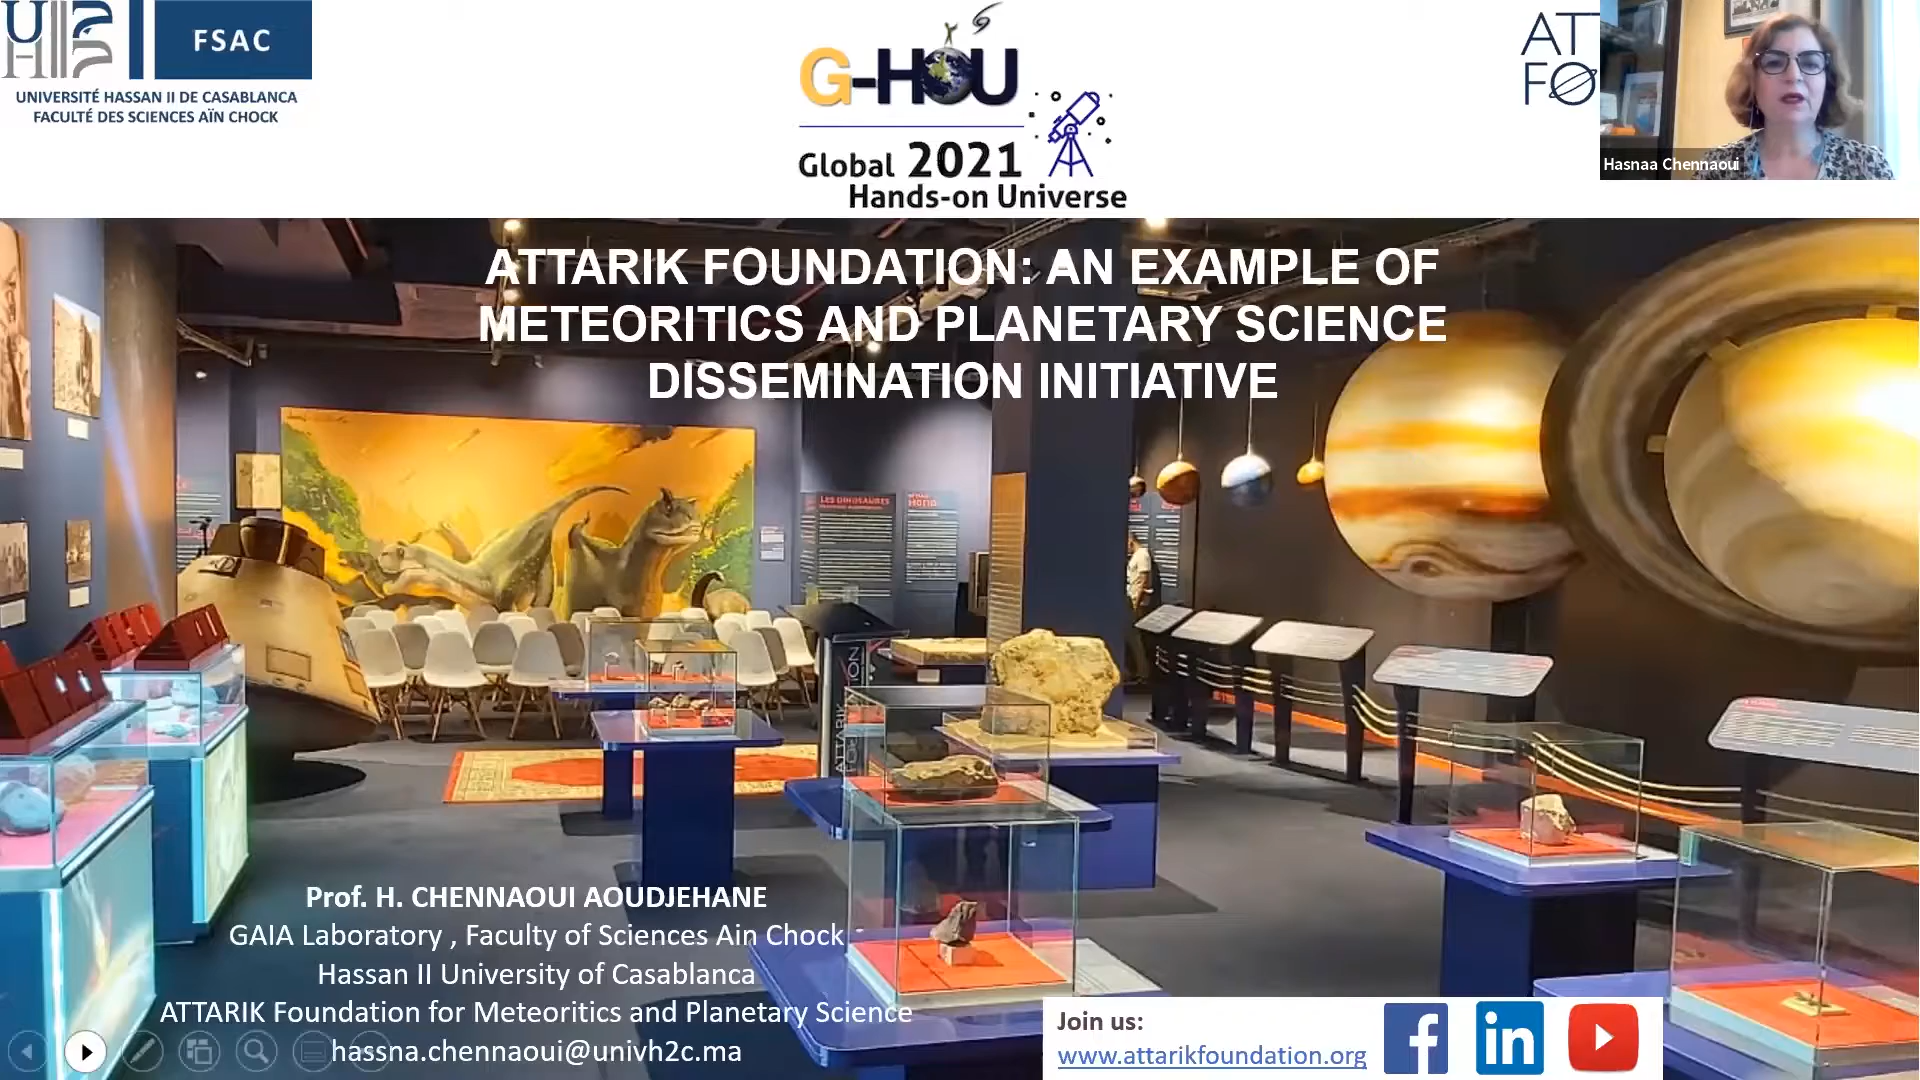 FSAC
UNIVERSITÉ HASSAN II DE CASABLANCA
FACULTÉ DES SCIENCES AÏN CHOCK
G-HOU
Global 2021
Hands-on Universe
ATT
FO
Hasnaa Chennaoui
ATTARIK FOUNDATION: AN EXAMPLE OF
METEORITICS AND PLANETARY SCIENCE
DISSEMINATION INITIATIVE
LES DINOSAURES
Prof. H. CHENNAOUI AOUDJEHANE
GAIA Laboratory , Faculty of Sciences Ain Chock
Hassan II University of Casablanca
ATTARIK Foundation for Meteoritics and Planetary Science
hassna.chennaoui@univh2c.ma
Join us:
www.attarikfoundation.org